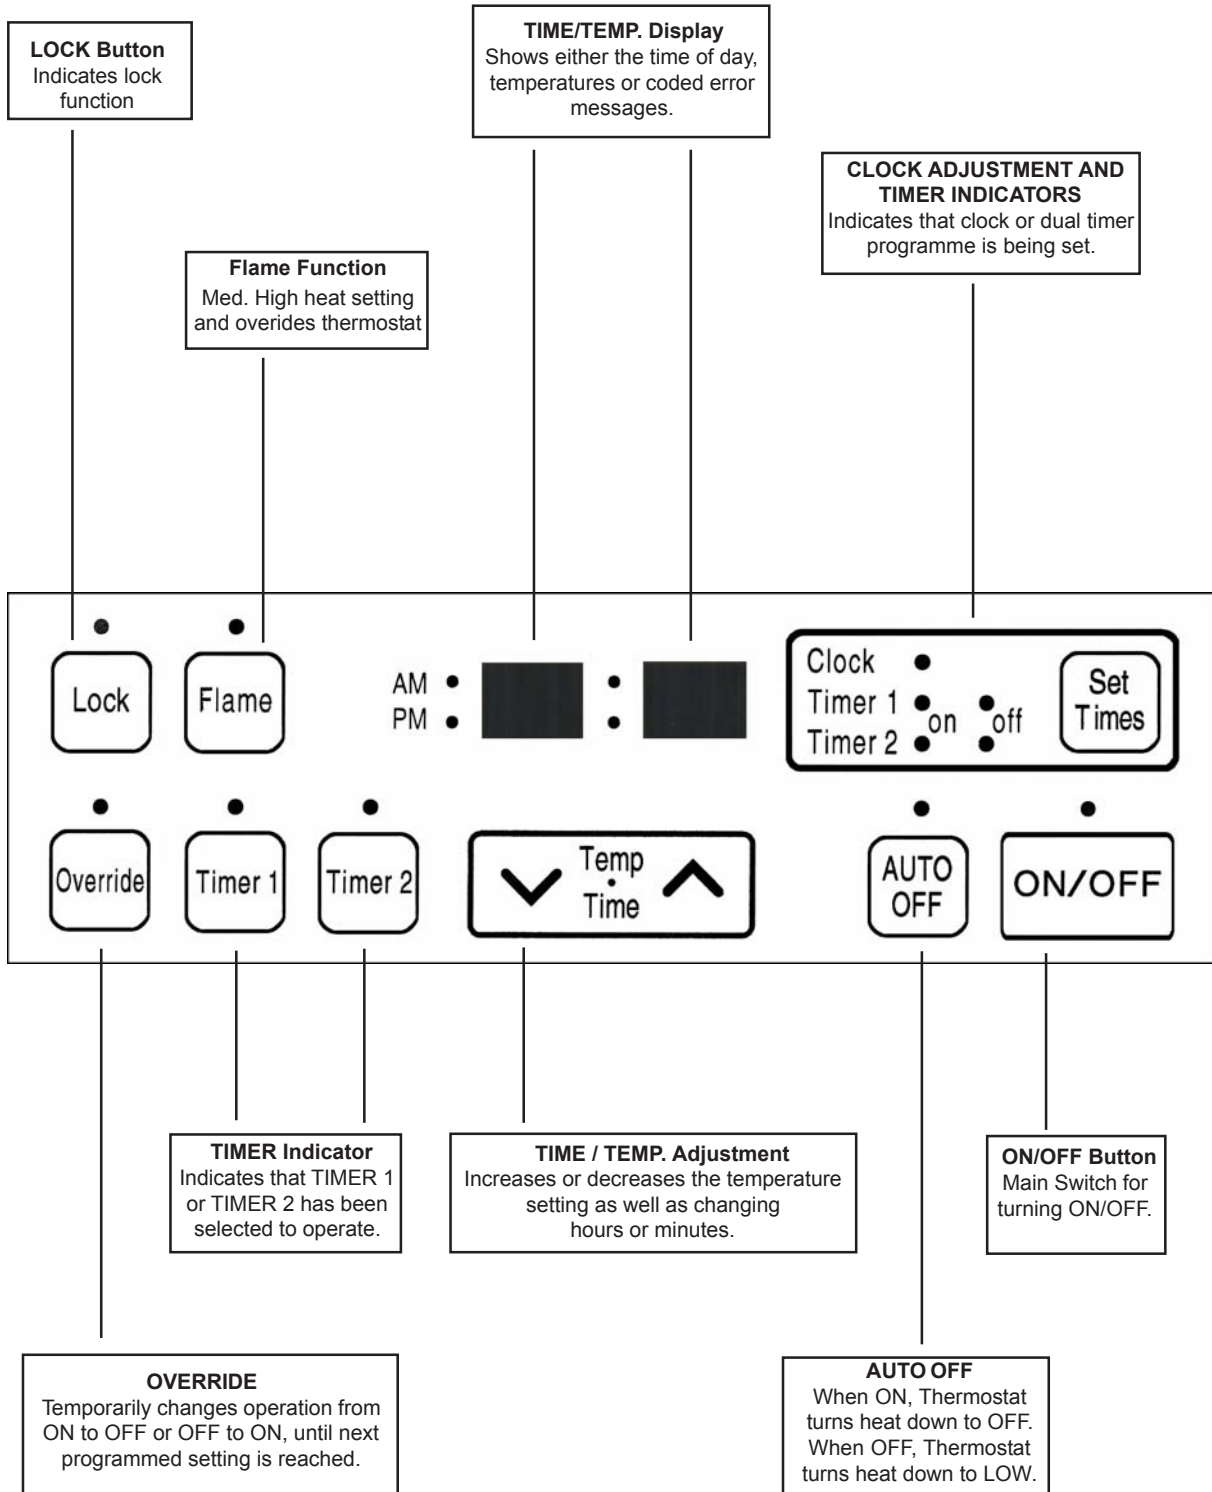 LOCK Button
Indicates lock
function
TIME/TEMP. Display
Shows either the time of day,
temperatures or coded error
messages.
CLOCK ADJUSTMENT AND
TIMER INDICATORS
Indicates that clock or dual timer
programme is being set.
Flame Function
Med. High heat setting
and overides thermostat
Lock
Flame
AM
PM
:
Clock
Timer 1
Timer 2
on
off
Set
Times
Override
Timer 1
Timer 2
Temp
Time
AUTO
OFF
ON/OFF
TIMER Indicator
Indicates that TIMER 1
or TIMER 2 has been
selected to operate.
TIME / TEMP. Adjustment
Increases or decreases the temperature
setting as well as changing
hours or minutes.
ON/OFF Button
Main Switch for
turning ON/OFF.
OVERRIDE
Temporarily changes operation from
ON to OFF or OFF to ON, until next
programmed setting is reached.
AUTO OFF
When ON, Thermostat
turns heat down to OFF.
When OFF, Thermostat
turns heat down to LOW.